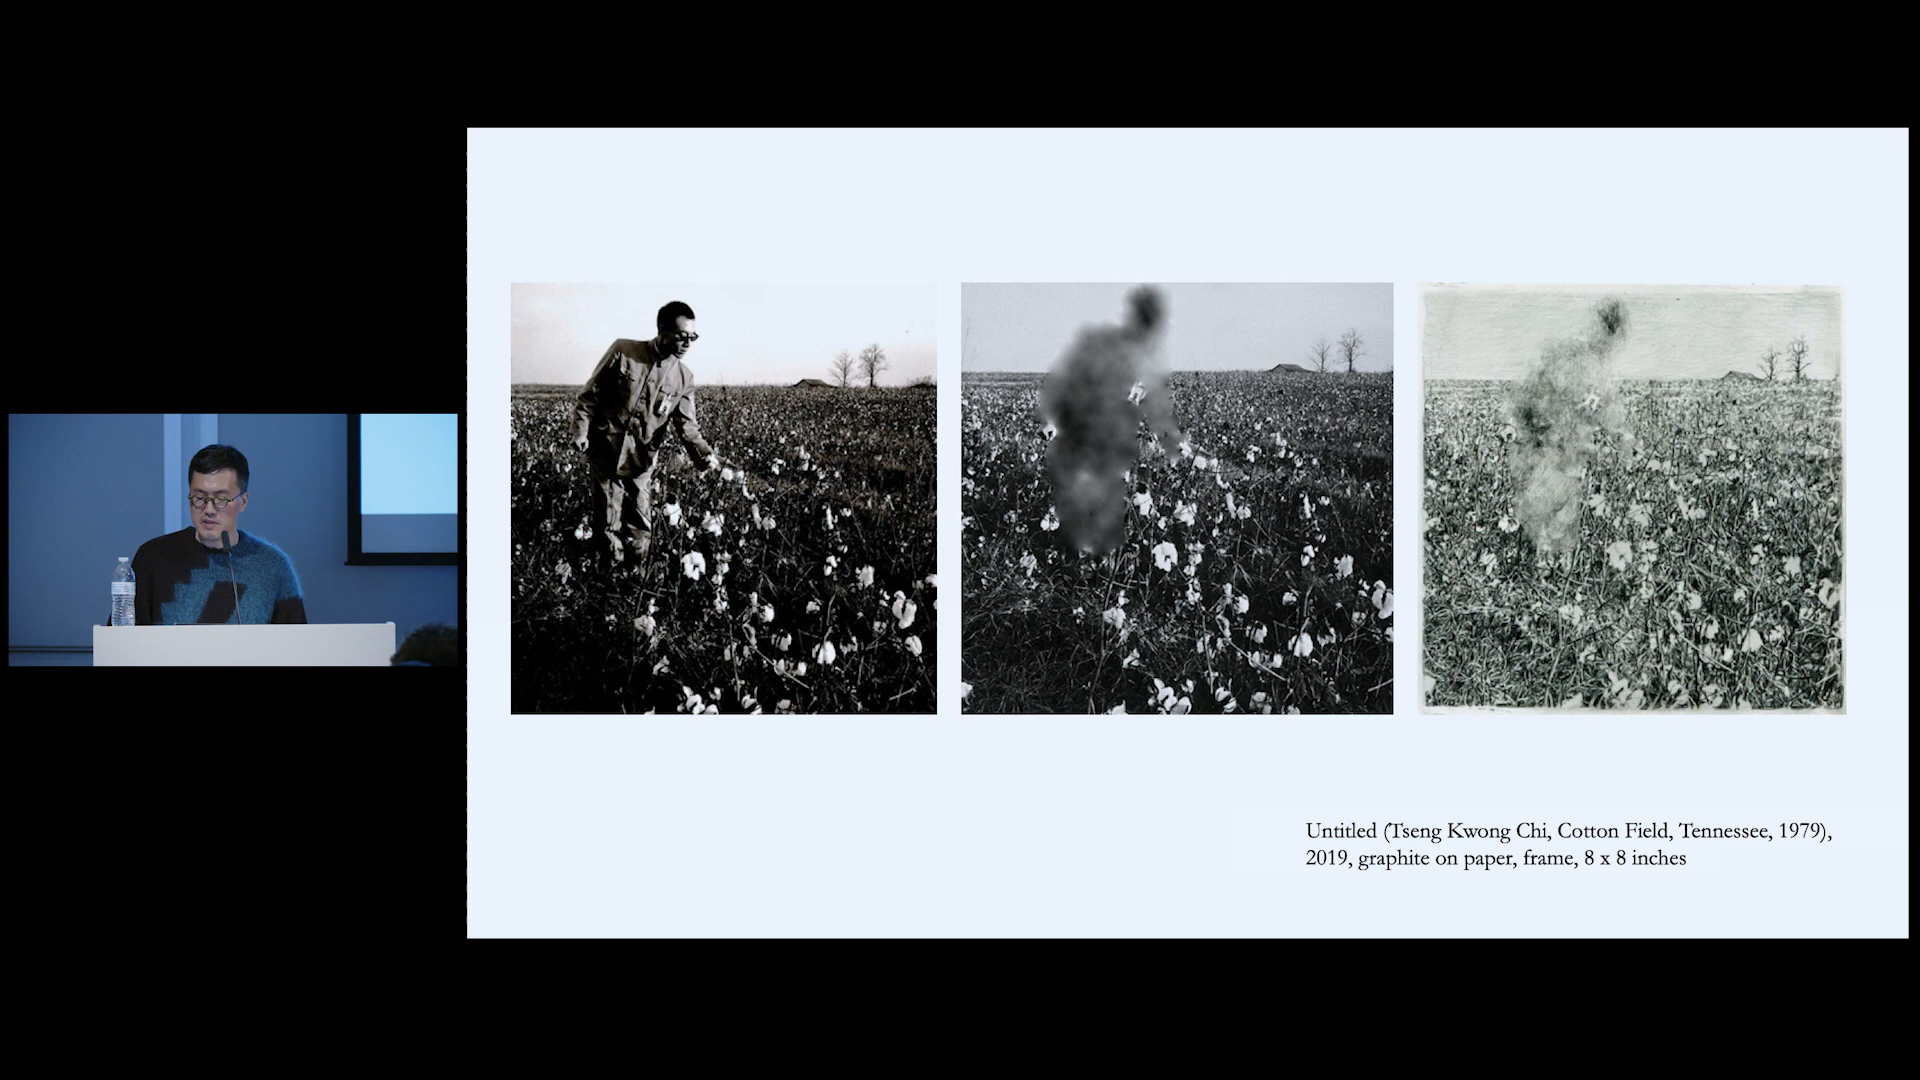 Untitled (Tseng Kwong Chi, Cotton Field, Tennessee, 1979),
2019, graphite on paper, frame, 8 x 8 inches